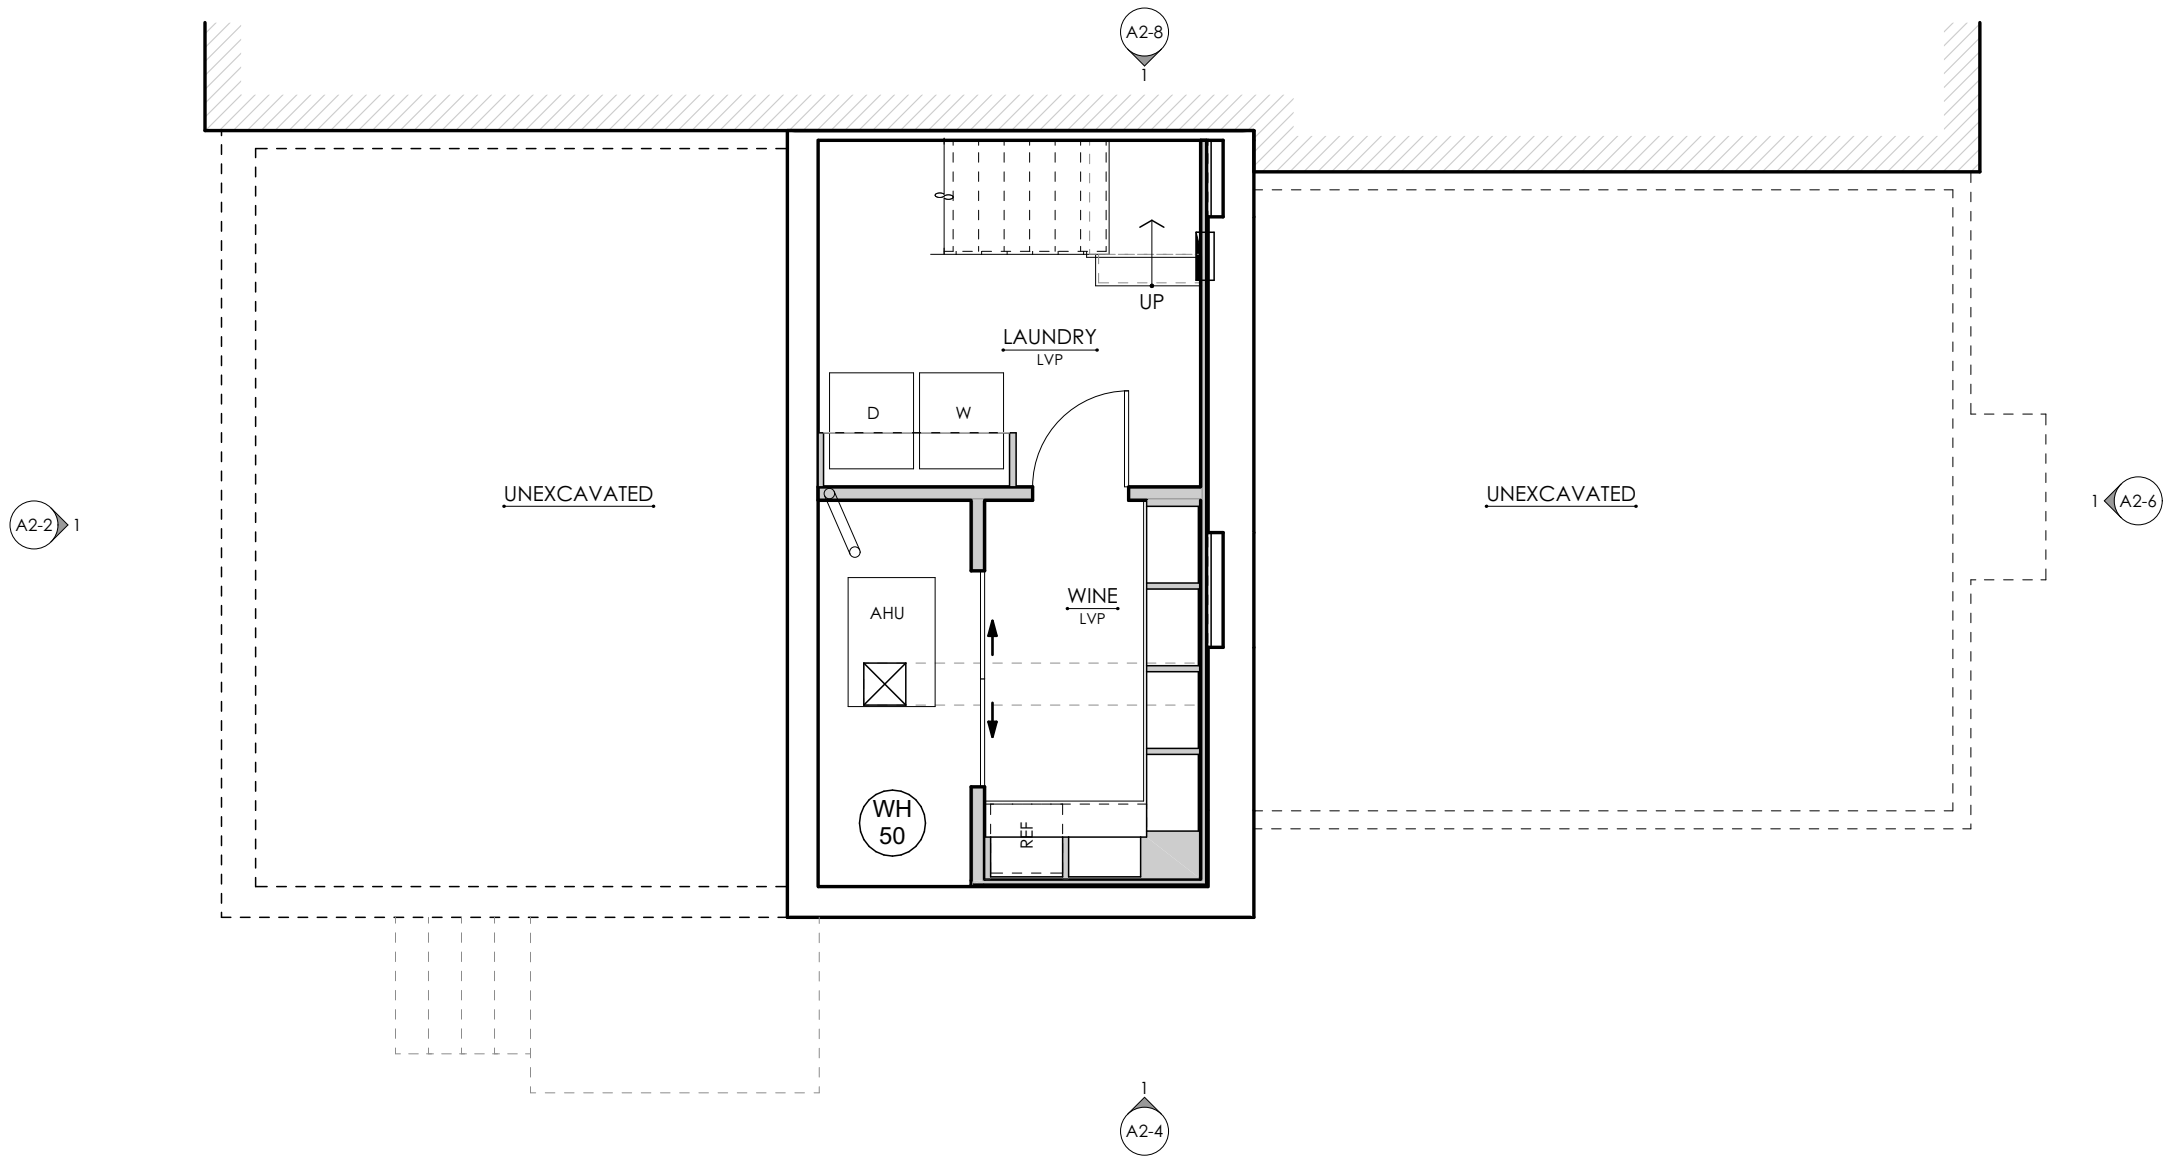 A2-8
1
UP
LAUNDRY
LVP
D
W
UNEXCAVATED
UNEXCAVATED
A2-2
1
1
A2-6
WINE
LVP
AHU
WH
50
REF
1
A2-4